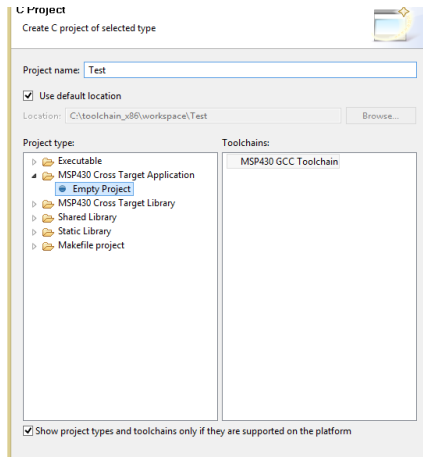 C Project
Create C project of selected type
Project name: Test
Use default location
Location: C:\toolchain_x86\workspace\Test Browse...
Project type: Toolchains:
Executable MSP430 GCC Toolchain
MSP430 Cross Target Application
Empty Project
MSP430 Cross Target Library
Shared Library
Static Library
Makefile project
Show project types and toolchains only if they are supported on the platform